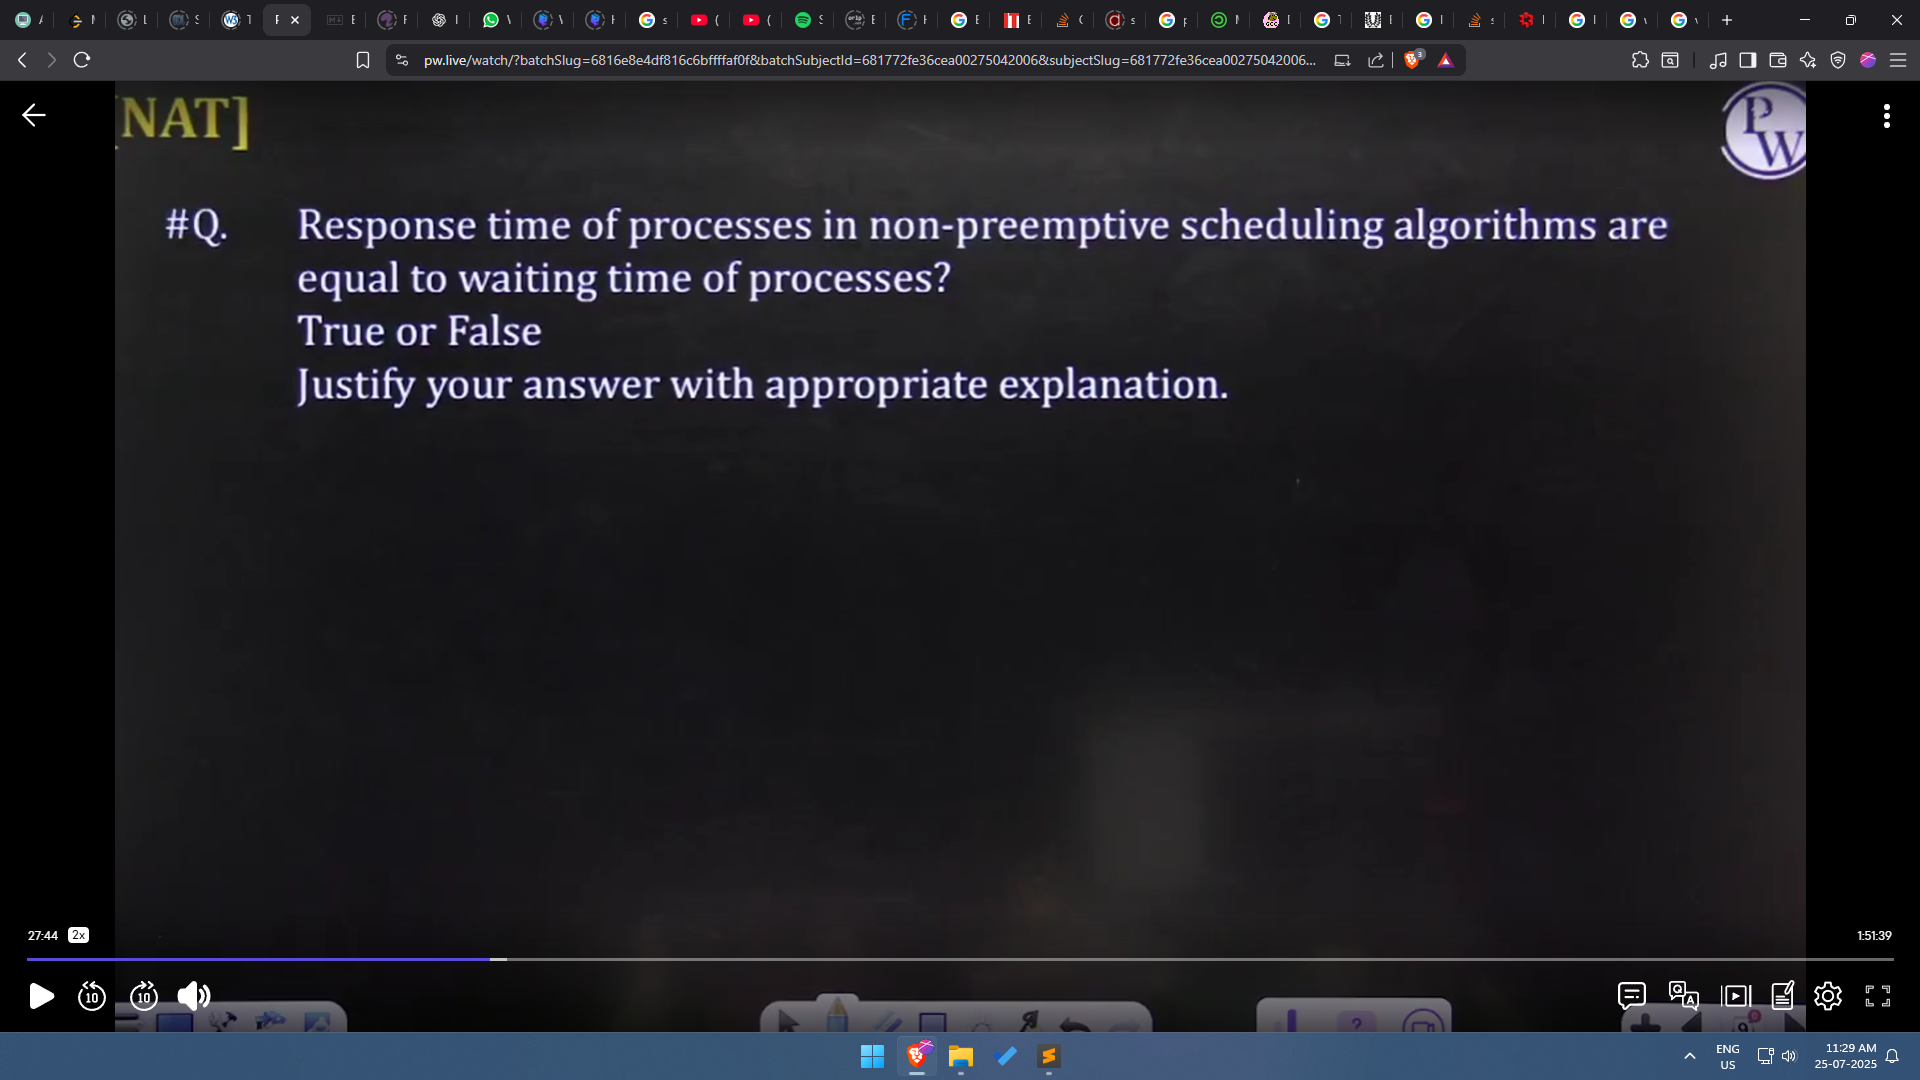 pw.live/watch/?batchSlug=6816e8e4df816c6bffffaf0f&batchSubjectId=681772fe36cea00275042006&subjectSlug=681772fe36cea00275042006...
3
[NAT]
PW
#Q. Response time of processes in non-preemptive scheduling algorithms are
equal to waiting time of processes?
True or False
Justify your answer with appropriate explanation.
27:44 2x 1:51:39
10 10
ENG
US
11:29 AM
25-07-2025